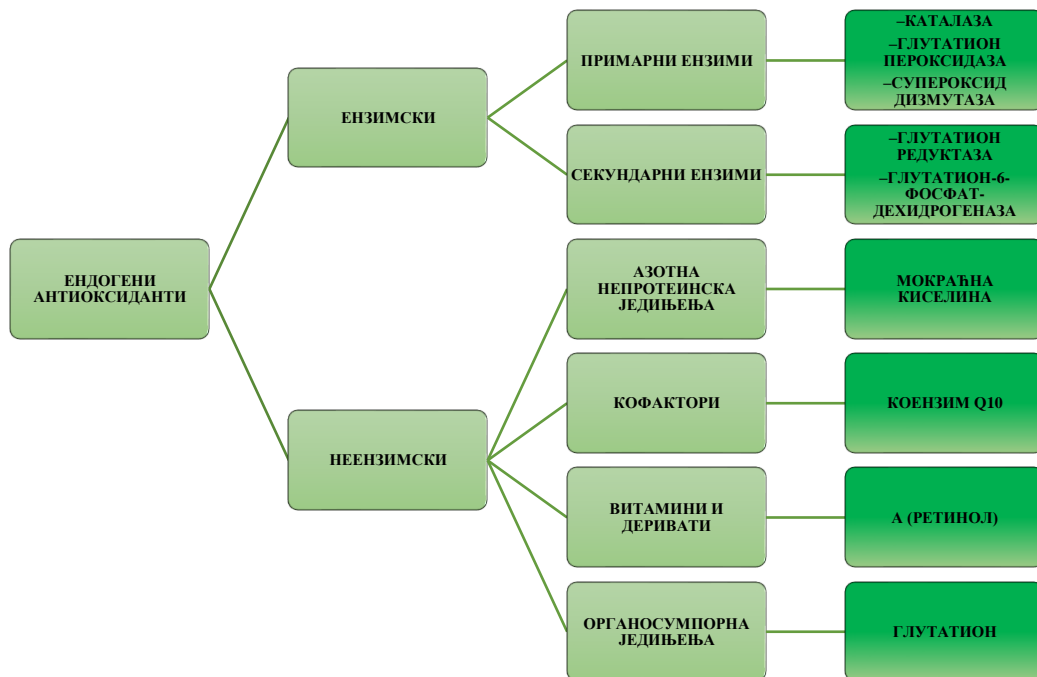 –КАТАЛАЗА
–ГЛУТАТИОН
ПЕРОКСИДАЗА
–СУПЕРОКСИД
ДИЗМУТАЗА
ПРИМАРНИ ЕНЗИМИ
ЕНЗИМСКИ
СЕКУНДАРНИ ЕНЗИМИ
–ГЛУТАТИОН
РЕДУКТАЗА
–ГЛУТАТИОН-6-
ФОСФАТ-
ДЕХИДРОГЕНАЗА
ЕНДОГЕНИ
АНТИОКСИДАНТИ
АЗОТНА
НЕПРОТЕИНСКА
ЈЕДИЊЕЊА
МОКРАЋНА
КИСЕЛИНА
КОФАКТОРИ
КОЕНЗИМ Q10
НЕЕНЗИМСКИ
ВИТАМИНИ И
ДЕРИВАТИ
А (РЕТИНОЛ)
ОРГАНОСУМПОРНА
ЈЕДИЊЕЊА
ГЛУТАТИОН